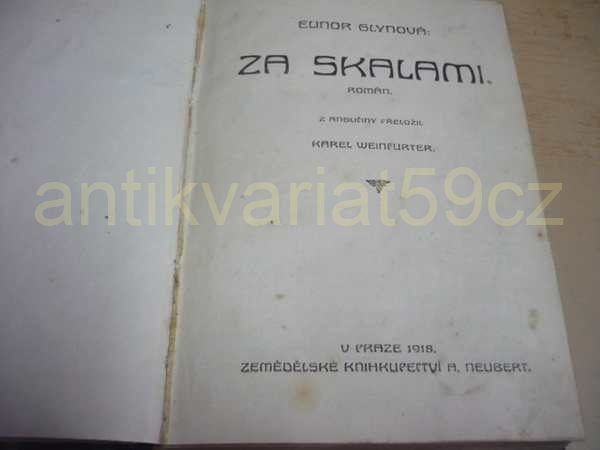 ELINOR GLYNOVÁ:
ZA SKALAMI.
ROMÁN.
Z ANGLIČINY PŘELOŽIL
KAREL WEINFURTER.
antikvariat59cz
V PRAZE 1918.
ZEMĚDĚLSKÉ KNIHKUPECTVÍ A. NEUBERT.